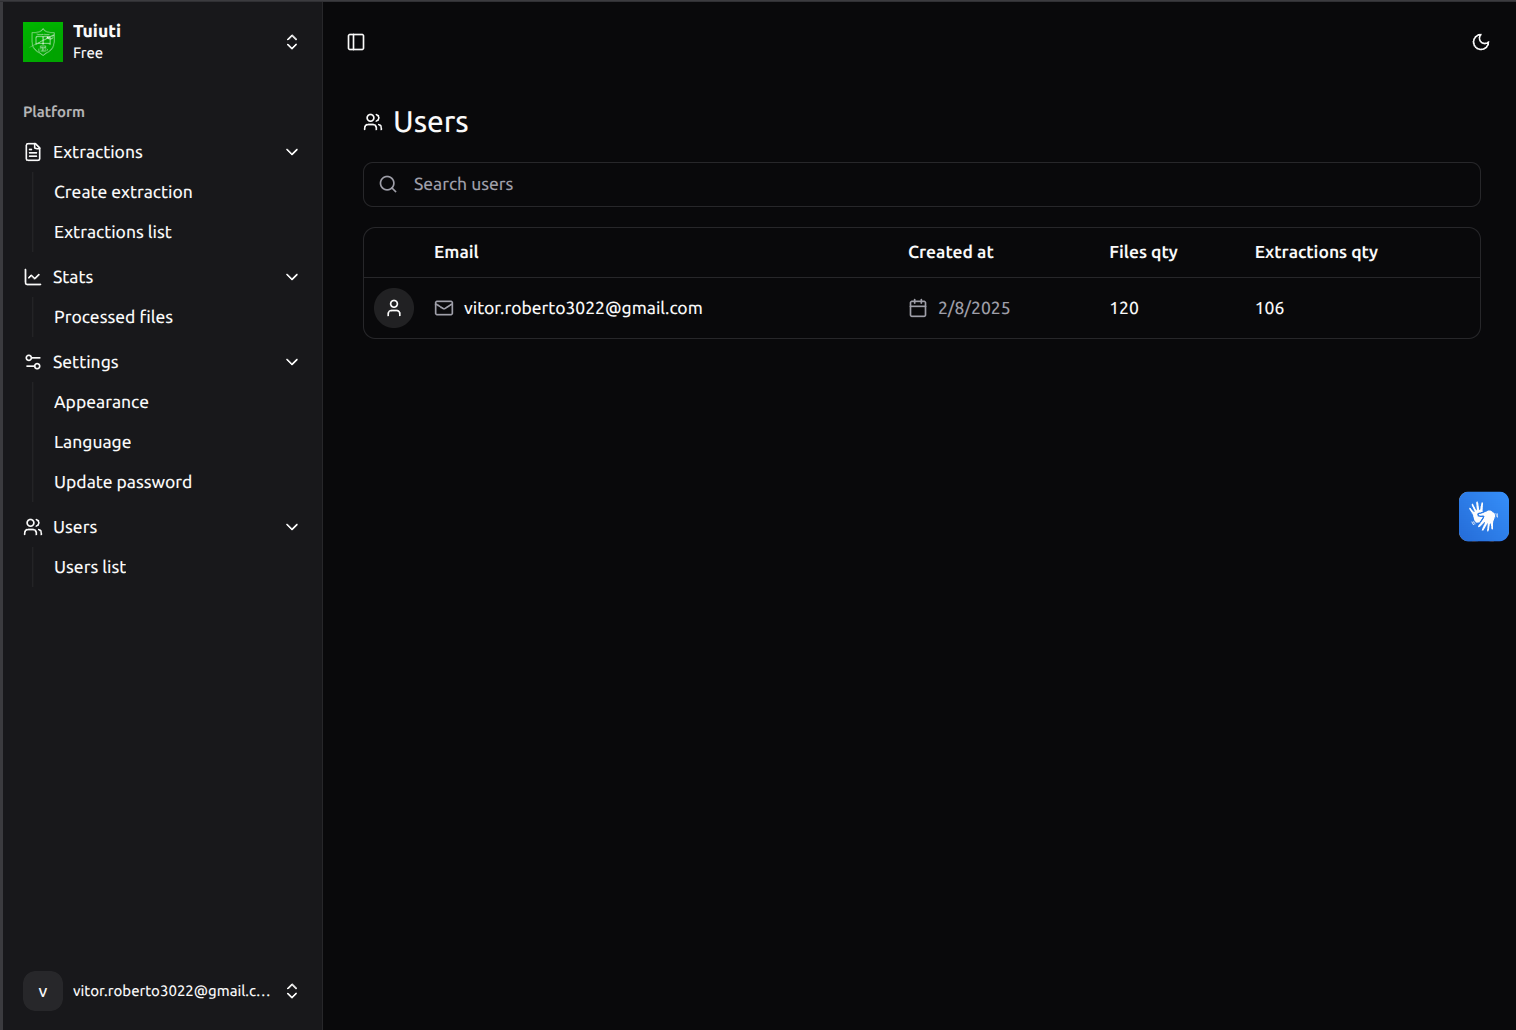 Tuiuti
Free
Platform
Extractions
Create extraction
Extractions list
Stats
Processed files
Settings
Appearance
Language
Update password
Users
Users list
v
vitor.roberto3022@gmail.c...
Users
Search users
Email Created at Files qty Extractions qty
vitor.roberto3022@gmail.com 2/8/2025 120 106